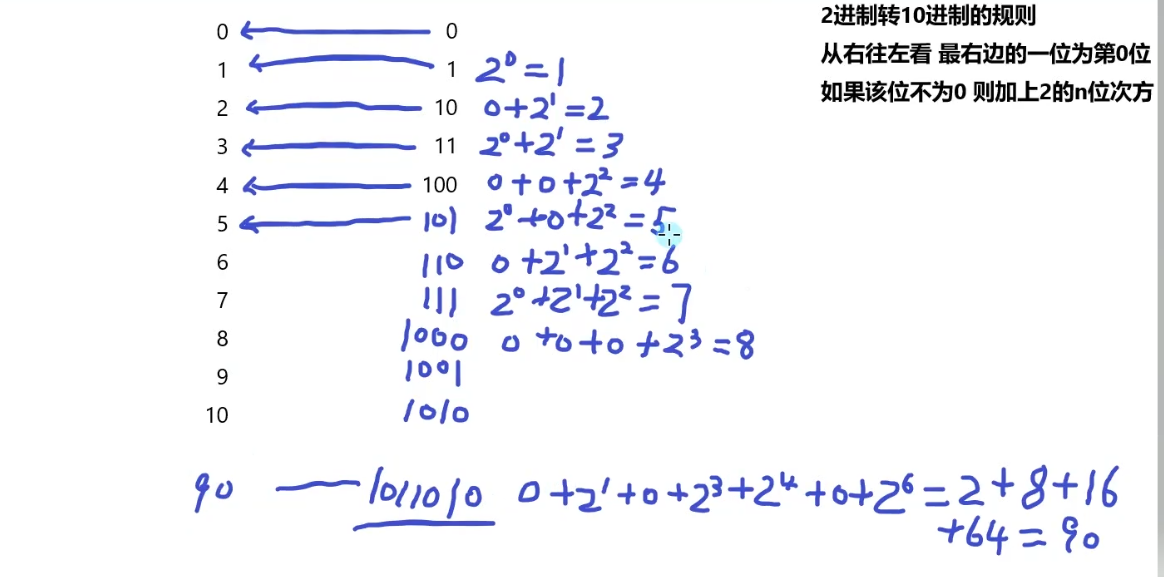 2进制转10进制的规则
从右往左看 最右边的一位为第0位
如果该位不为0 则加上2的n位次方
0 0
1 1 2⁰=1
2 10 0+2¹=2
3 11 2⁰+2¹=3
4 100 0+0+2²=4
5 101 2⁰+0+2²=5
6 110 0+2¹+2²=6
7 111 2⁰+2¹+2²=7
8 1000 0+0+0+2³=8
9 1001
10 1010
90 1011010 0+2¹+0+2³+2⁴+0+2⁶=2+8+16
+64=90